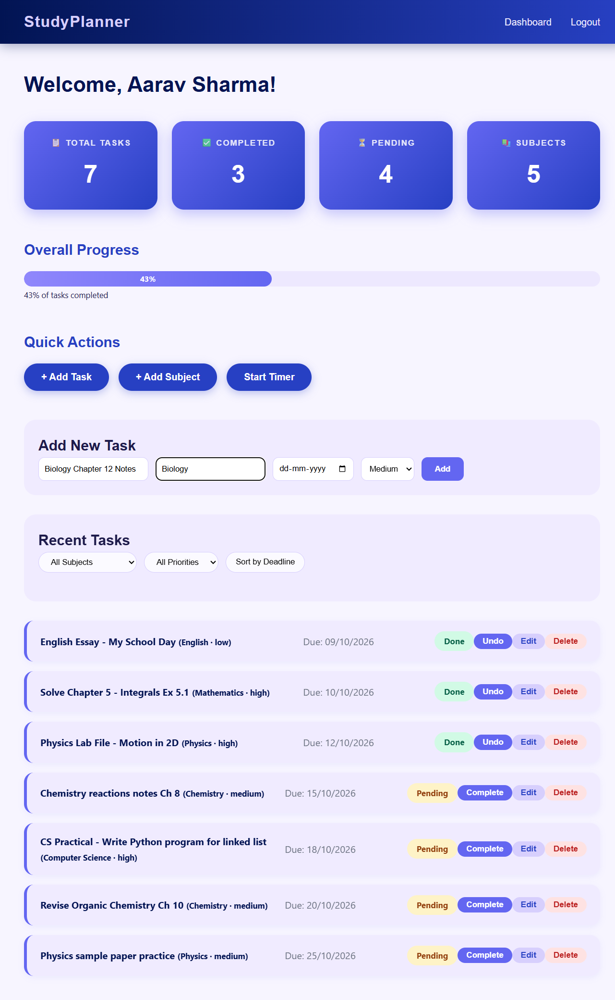 StudyPlanner
Dashboard Logout
Welcome, Aarav Sharma!
📋 TOTAL TASKS
7
✅ COMPLETED
3
⏳ PENDING
4
📚 SUBJECTS
5
Overall Progress
43%
43% of tasks completed
Quick Actions
+ Add Task + Add Subject Start Timer
Add New Task
Biology Chapter 12 Notes Biology dd-mm-yyyy Medium Add
Recent Tasks
All Subjects All Priorities Sort by Deadline
English Essay - My School Day (English · low) Due: 09/10/2026 Done Undo Edit Delete
Solve Chapter 5 - Integrals Ex 5.1 (Mathematics · high) Due: 10/10/2026 Done Undo Edit Delete
Physics Lab File - Motion in 2D (Physics · high) Due: 12/10/2026 Done Undo Edit Delete
Chemistry reactions notes Ch 8 (Chemistry · medium) Due: 15/10/2026 Pending Complete Edit Delete
CS Practical - Write Python program for linked list
(Computer Science · high) Due: 18/10/2026 Pending Complete Edit Delete
Revise Organic Chemistry Ch 10 (Chemistry · medium) Due: 20/10/2026 Pending Complete Edit Delete
Physics sample paper practice (Physics · medium) Due: 25/10/2026 Pending Complete Edit Delete